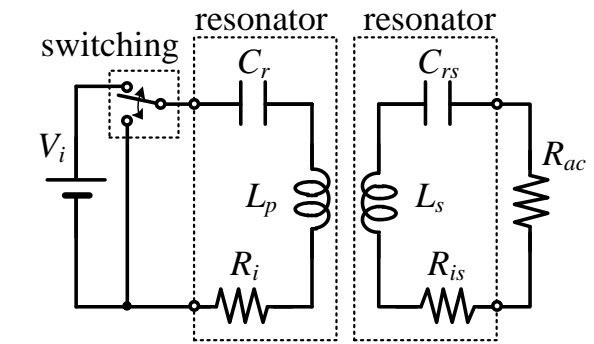 resonator resonator
switching
C_r C_rs
V_i
R_ac
L_p L_s
R_i R_is